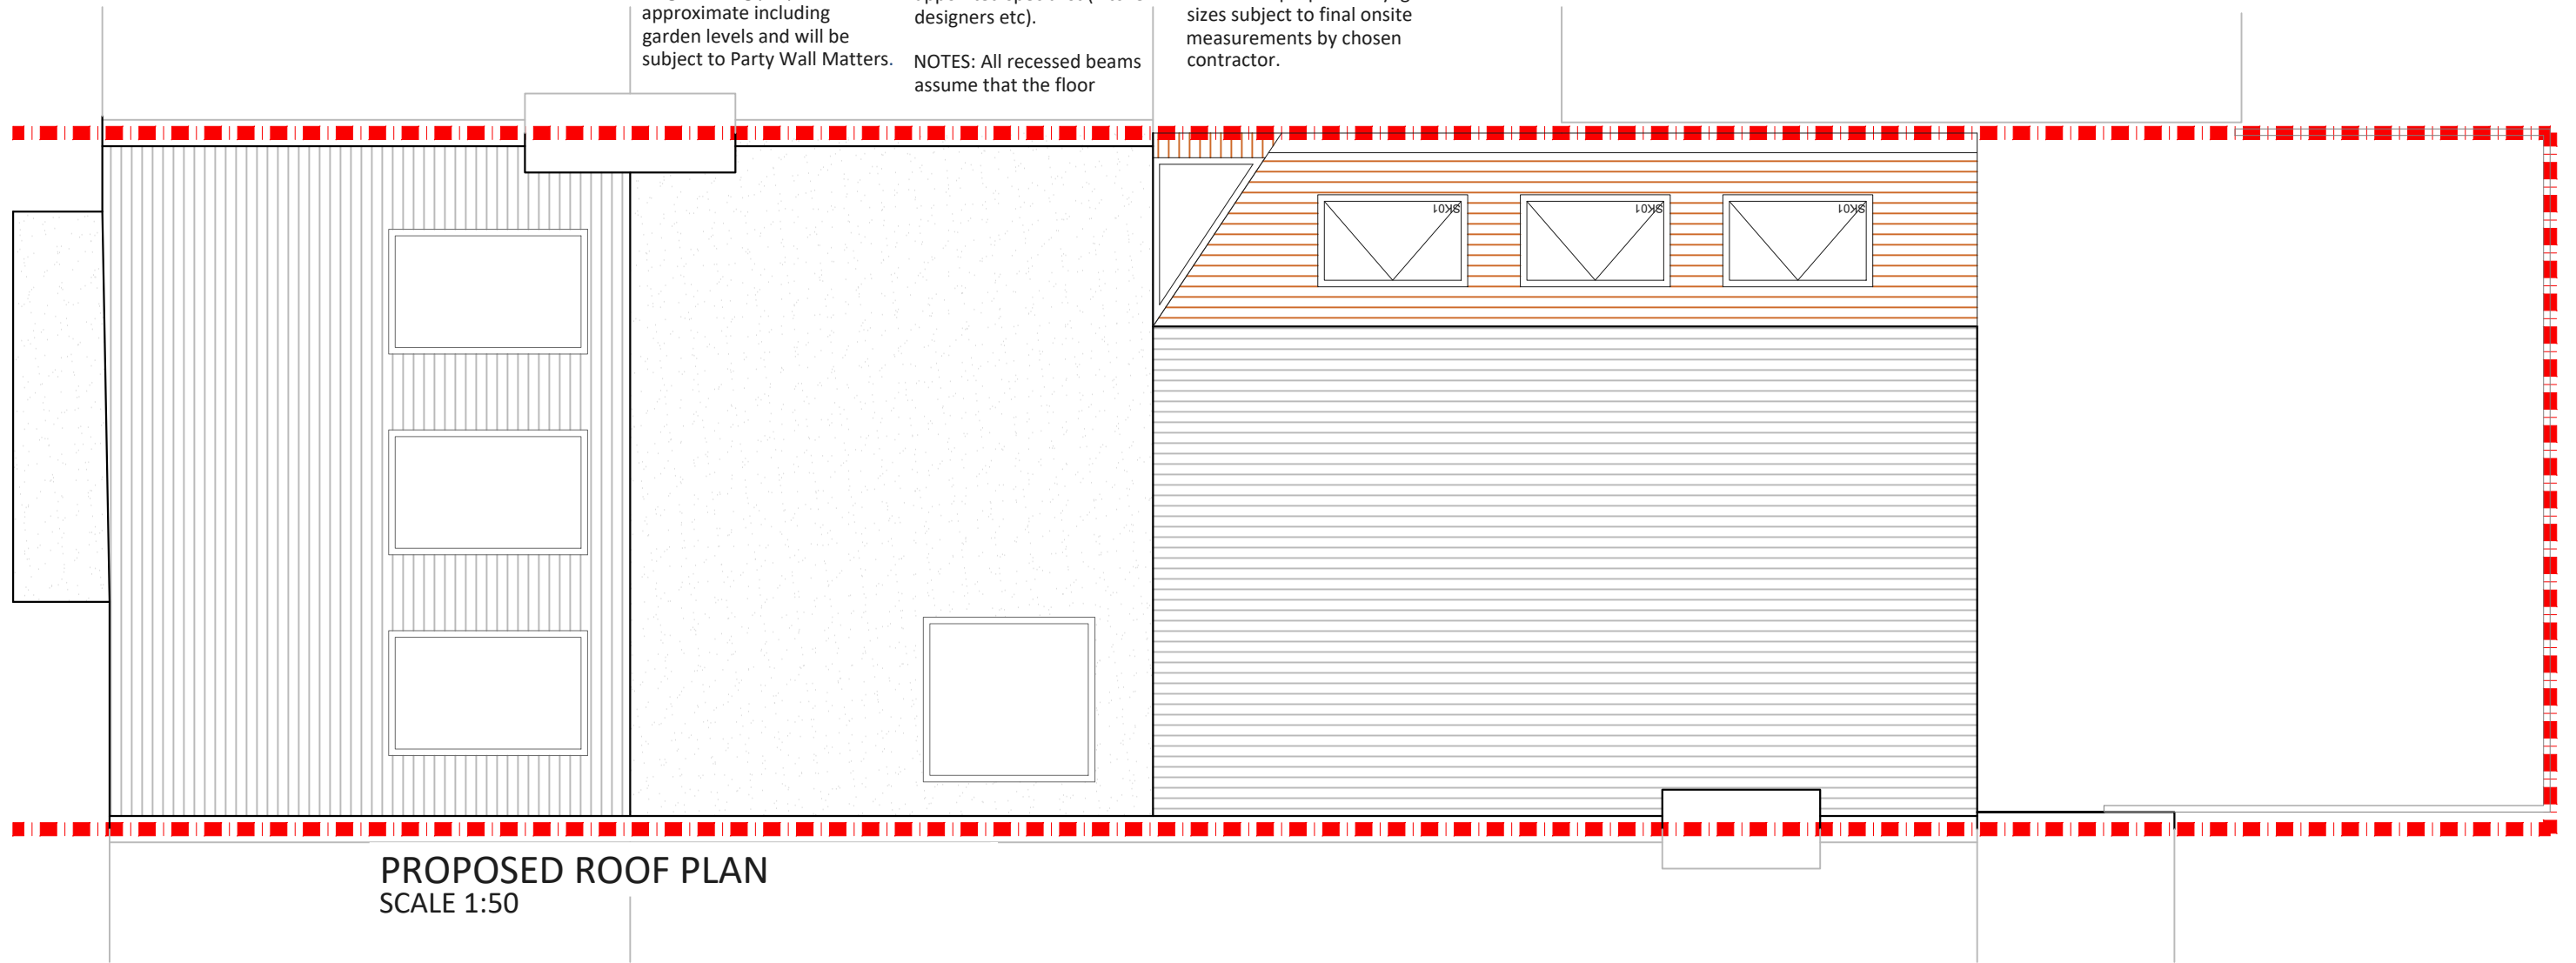 approximate including
garden levels and will be
subject to Party Wall Matters.
designers etc).
NOTES: All recessed beams
assume that the floor
sizes subject to final onsite
measurements by chosen
contractor.
SK01
SK01
SK01
PROPOSED ROOF PLAN
SCALE 1:50